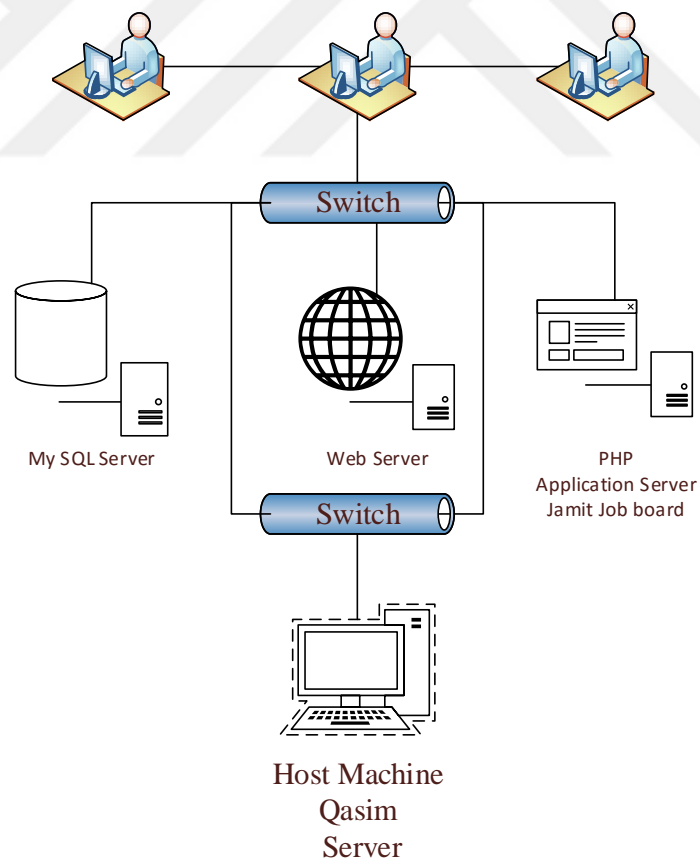 Switch
My SQL Server
Web Server
PHP
Application Server
Jamit Job board
Switch
Host Machine
Qasim
Server